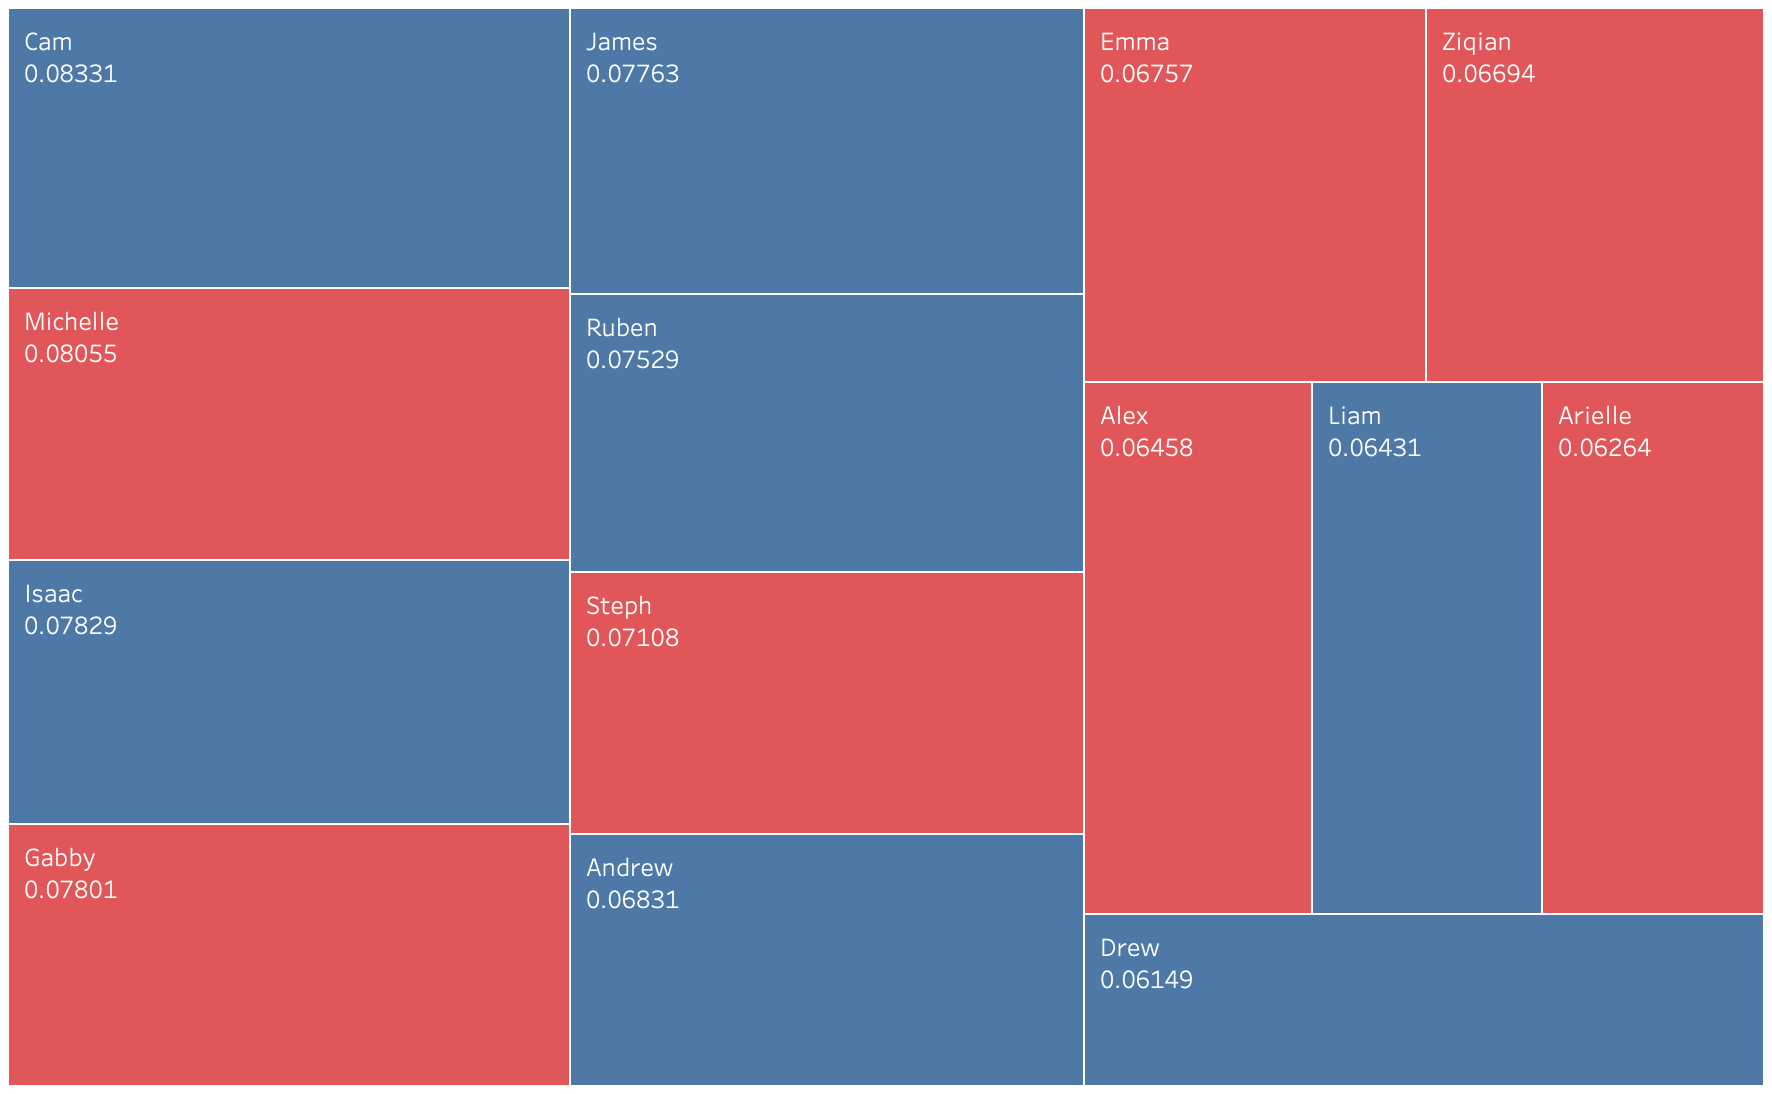 Cam
0.08331
Michelle
0.08055
Isaac
0.07829
Gabby
0.07801
James
0.07763
Ruben
0.07529
Steph
0.07108
Andrew
0.06831
Emma
0.06757
Ziqian
0.06694
Alex
0.06458
Liam
0.06431
Arielle
0.06264
Drew
0.06149